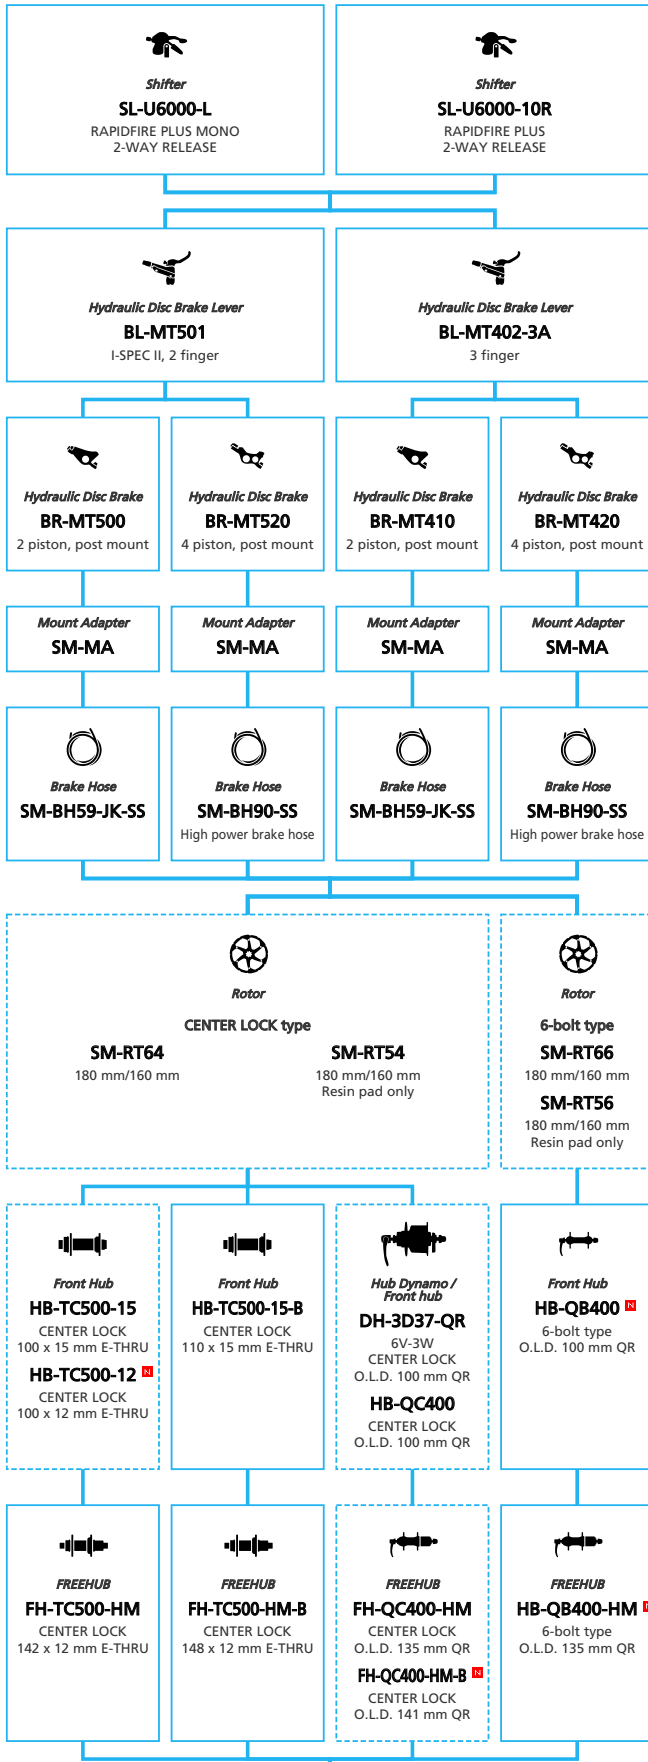 Shifter
SL-U6000-L
RAPIDFIRE PLUS MONO
2-WAY RELEASE
Shifter
SL-U6000-10R
RAPIDFIRE PLUS
2-WAY RELEASE
Hydraulic Disc Brake Lever
BL-MT501
I-SPEC II, 2 finger
Hydraulic Disc Brake Lever
BL-MT402-3A
3 finger
Hydraulic Disc Brake
BR-MT500
2 piston, post mount
Hydraulic Disc Brake
BR-MT520
4 piston, post mount
Hydraulic Disc Brake
BR-MT410
2 piston, post mount
Hydraulic Disc Brake
BR-MT420
4 piston, post mount
Mount Adapter
SM-MA
Mount Adapter
SM-MA
Mount Adapter
SM-MA
Mount Adapter
SM-MA
Brake Hose
SM-BH59-JK-SS
Brake Hose
SM-BH90-SS
High power brake hose
Brake Hose
SM-BH59-JK-SS
Brake Hose
SM-BH90-SS
High power brake hose
Rotor
CENTER LOCK type
SM-RT64
180 mm/160 mm
SM-RT54
180 mm/160 mm
Resin pad only
Rotor
6-bolt type
SM-RT66
180 mm/160 mm
SM-RT56
180 mm/160 mm
Resin pad only
Front Hub
HB-TC500-15
CENTER LOCK
100 x 15 mm E-THRU
HB-TC500-12 N
CENTER LOCK
100 x 12 mm E-THRU
Front Hub
HB-TC500-15-B
CENTER LOCK
110 x 15 mm E-THRU
Hub Dynamo /
Front hub
DH-3D37-QR
6V-3W
CENTER LOCK
O.L.D. 100 mm QR
HB-QC400
CENTER LOCK
O.L.D. 100 mm QR
Front Hub
HB-QB400 N
6-bolt type
O.L.D. 100 mm QR
FREEHUB
FH-TC500-HM
CENTER LOCK
142 x 12 mm E-THRU
FREEHUB
FH-TC500-HM-B
CENTER LOCK
148 x 12 mm E-THRU
FREEHUB
FH-QC400-HM
CENTER LOCK
O.L.D. 135 mm QR
FH-QC400-HM-B N
CENTER LOCK
O.L.D. 141 mm QR
FREEHUB
HB-QB400-HM N
6-bolt type
O.L.D. 135 mm QR